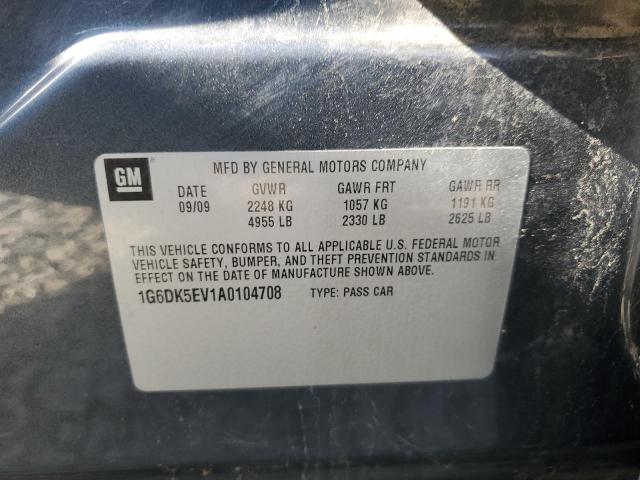 GM
MFD BY GENERAL MOTORS COMPANY
DATE GVWR GAWR FRT GAWR RR
09/09 2248 KG 1057 KG 1191 KG
4955 LB 2330 LB 2625 LB
THIS VEHICLE CONFORMS TO ALL APPLICABLE U.S. FEDERAL MOTOR
VEHICLE SAFETY, BUMPER, AND THEFT PREVENTION STANDARDS IN
EFFECT ON THE DATE OF MANUFACTURE SHOWN ABOVE.
1G6DK5EV1A0104708 TYPE: PASS CAR